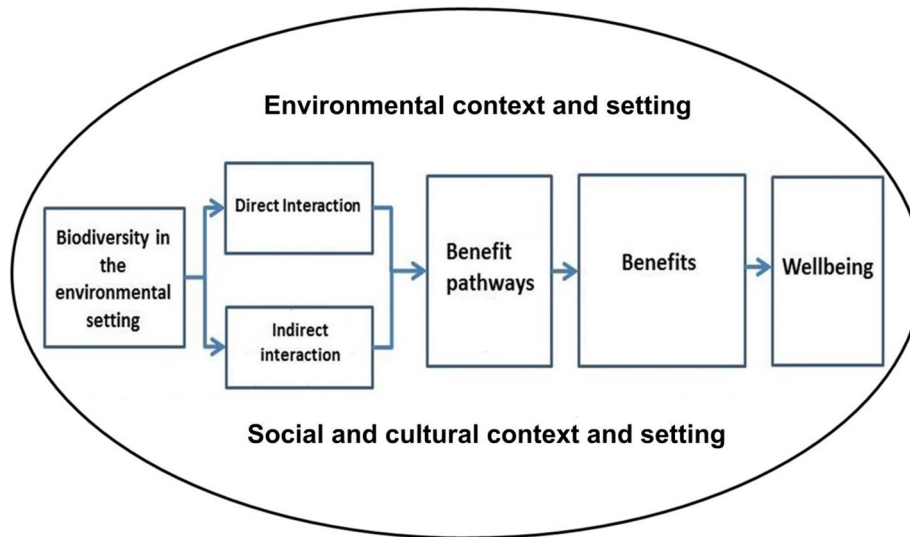 Environmental context and setting
Biodiversity in
the
environmental
setting
Direct Interaction
Indirect
interaction
Benefit
pathways
Benefits
Wellbeing
Social and cultural context and setting